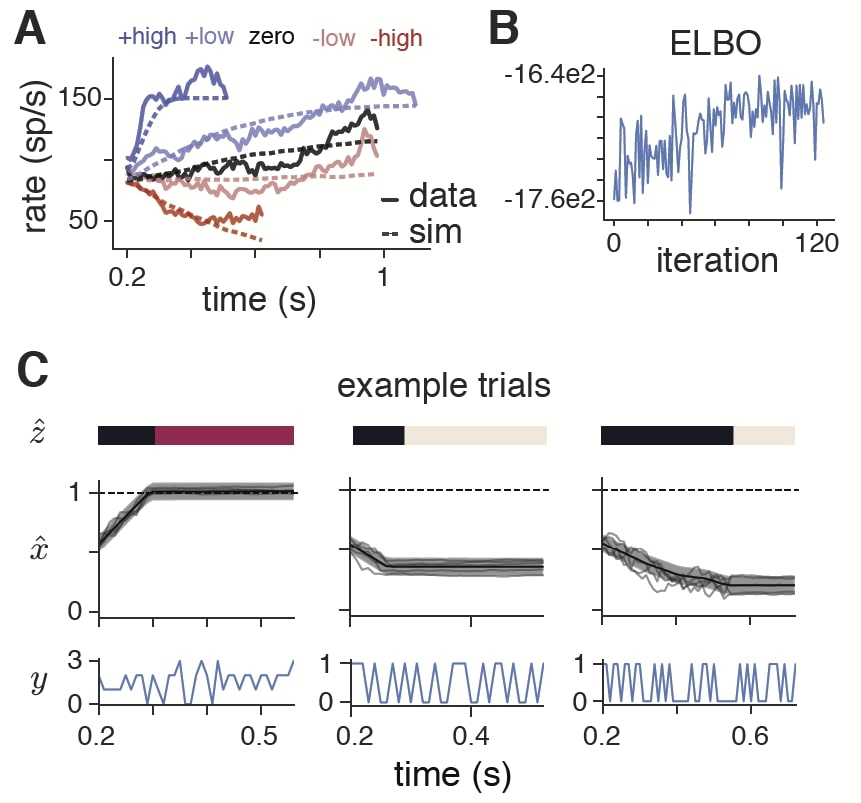 A
+high +low zero -low -high
rate (sp/s)
150
50
data
sim
0.2 1
time (s)
B
ELBO
-16.4e2
-17.6e2
0 120
iteration
C
example trials
ẑ
x̂
1
0
y
3
0
1
0
1
0
0.2 0.5
0.2 0.4
0.2 0.6
time (s)